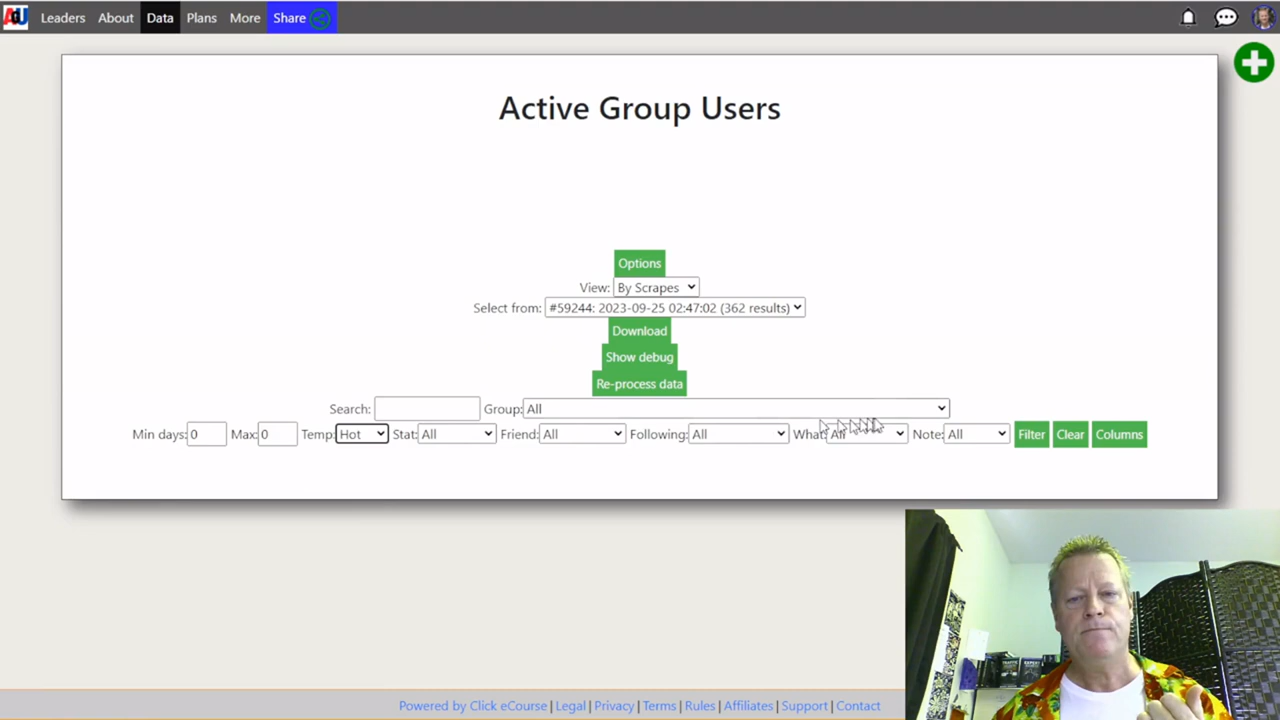 AGU Leaders About Data Plans More Share
Active Group Users
Options
View: By Scrapes
Select from: #59244: 2023-09-25 02:47:02 (362 results)
Download
Show debug
Re-process data
Search: Group: All
Min days: 0 Max: 0 Temp: Hot Stat: All Friend: All Following: All What: All Note: All Filter Clear Columns
Powered by Click eCourse | Legal | Privacy | Terms | Rules | Affiliates | Support | Contact